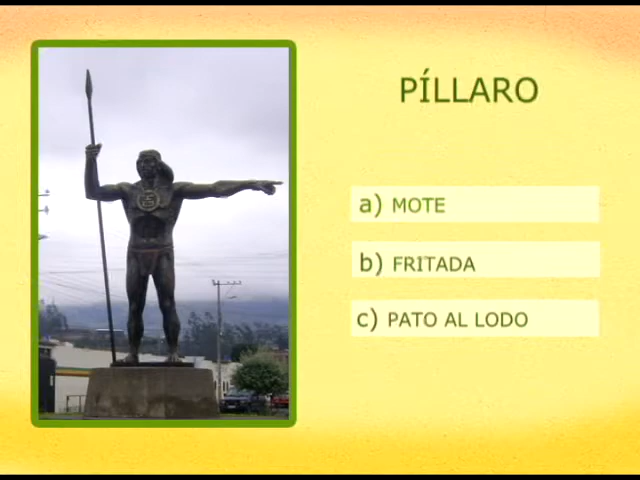 PÍLLARO
a) MOTE
b) FRITADA
c) PATO AL LODO